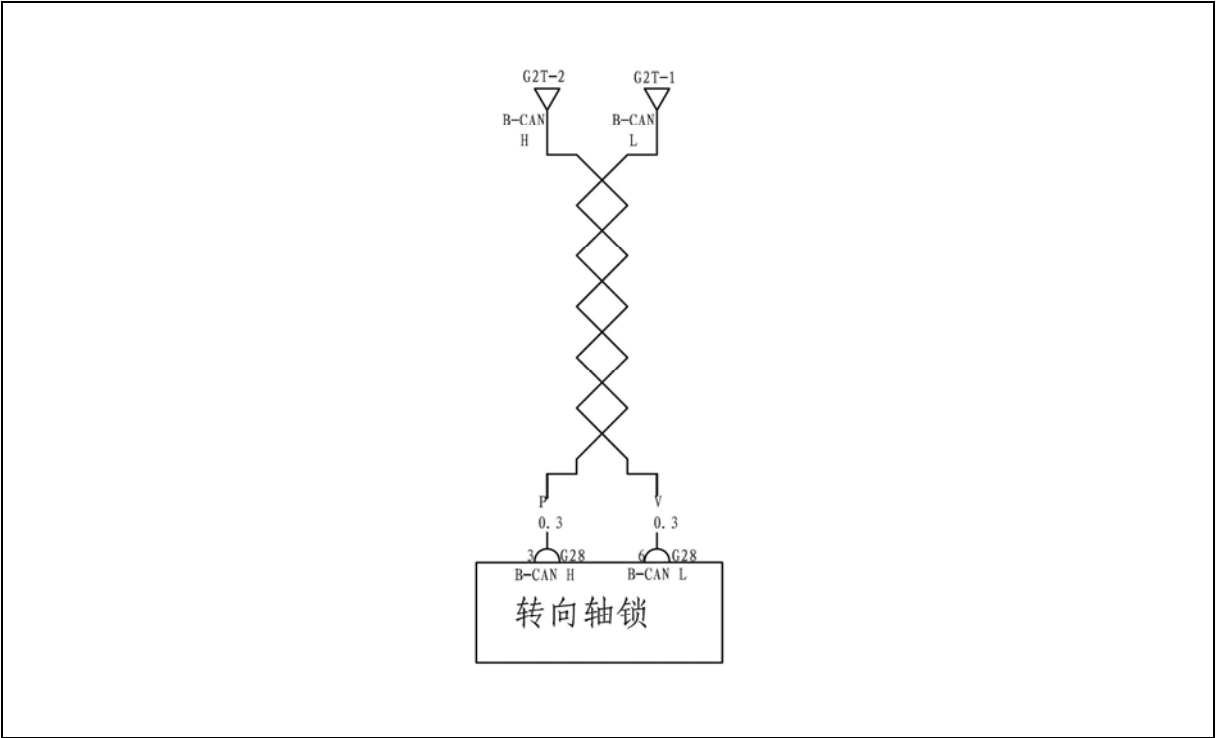 G2T-2
G2T-1
B-CAN
H
B-CAN
L
P
V
0.3
0.3
3
G28
6
G28
B-CAN H
B-CAN L
转向轴锁